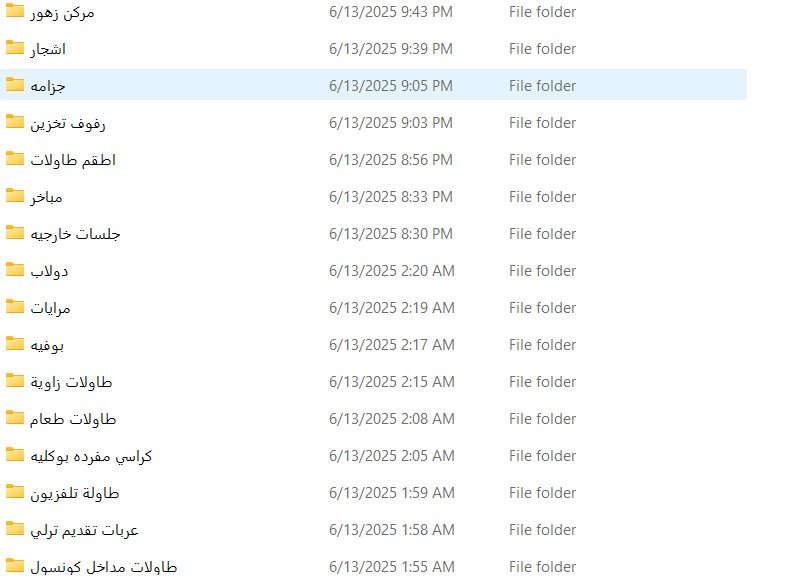 مركن زهور 6/13/2025 9:43 PM File folder
اشجار 6/13/2025 9:39 PM File folder
جزامه 6/13/2025 9:05 PM File folder
رفوف تخزين 6/13/2025 9:03 PM File folder
اطقم طاولات 6/13/2025 8:56 PM File folder
مباخر 6/13/2025 8:33 PM File folder
جلسات خارجيه 6/13/2025 8:30 PM File folder
دولاب 6/13/2025 2:20 AM File folder
مرايات 6/13/2025 2:19 AM File folder
بوفيه 6/13/2025 2:17 AM File folder
طاولات زاوية 6/13/2025 2:15 AM File folder
طاولات طعام 6/13/2025 2:08 AM File folder
كراسي مفرده بوكليه 6/13/2025 2:05 AM File folder
طاولة تلفزيون 6/13/2025 1:59 AM File folder
عربات تقديم ترلي 6/13/2025 1:58 AM File folder
طاولات مداخل كونسول 6/13/2025 1:55 AM File folder